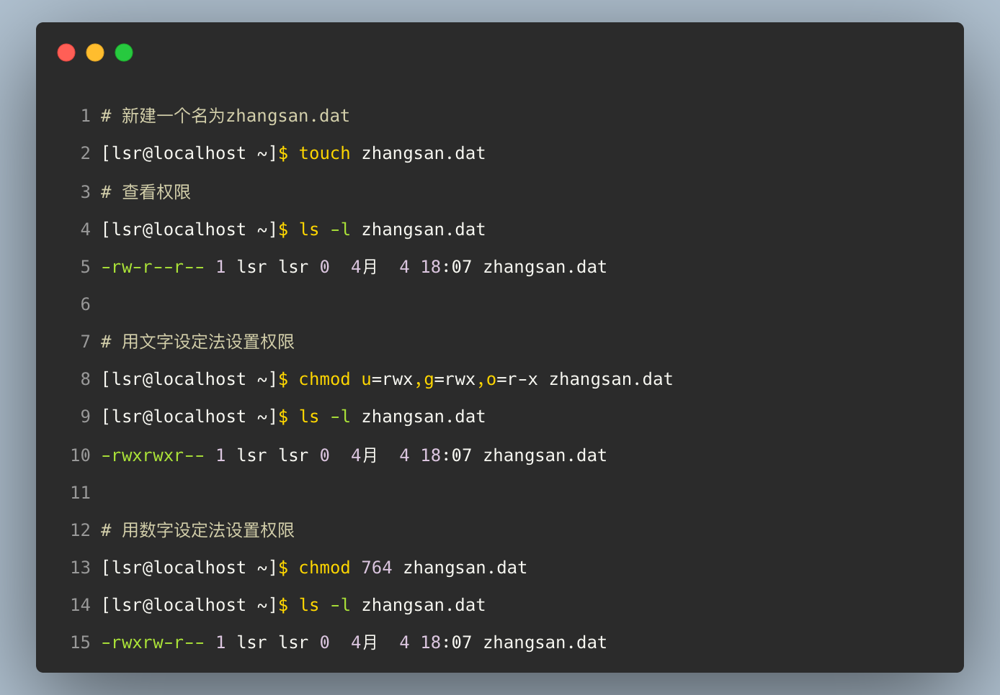 1 # 新建一个名为zhangsan.dat
2 [lsr@localhost ~]$ touch zhangsan.dat
3 # 查看权限
4 [lsr@localhost ~]$ ls -l zhangsan.dat
5 -rw-r--r-- 1 lsr lsr 0  4月  4 18:07 zhangsan.dat
6
7 # 用文字设定法设置权限
8 [lsr@localhost ~]$ chmod u=rwx,g=rwx,o=r-x zhangsan.dat
9 [lsr@localhost ~]$ ls -l zhangsan.dat
10 -rwxrwxr-- 1 lsr lsr 0  4月  4 18:07 zhangsan.dat
11
12 # 用数字设定法设置权限
13 [lsr@localhost ~]$ chmod 764 zhangsan.dat
14 [lsr@localhost ~]$ ls -l zhangsan.dat
15 -rwxrw-r-- 1 lsr lsr 0  4月  4 18:07 zhangsan.dat